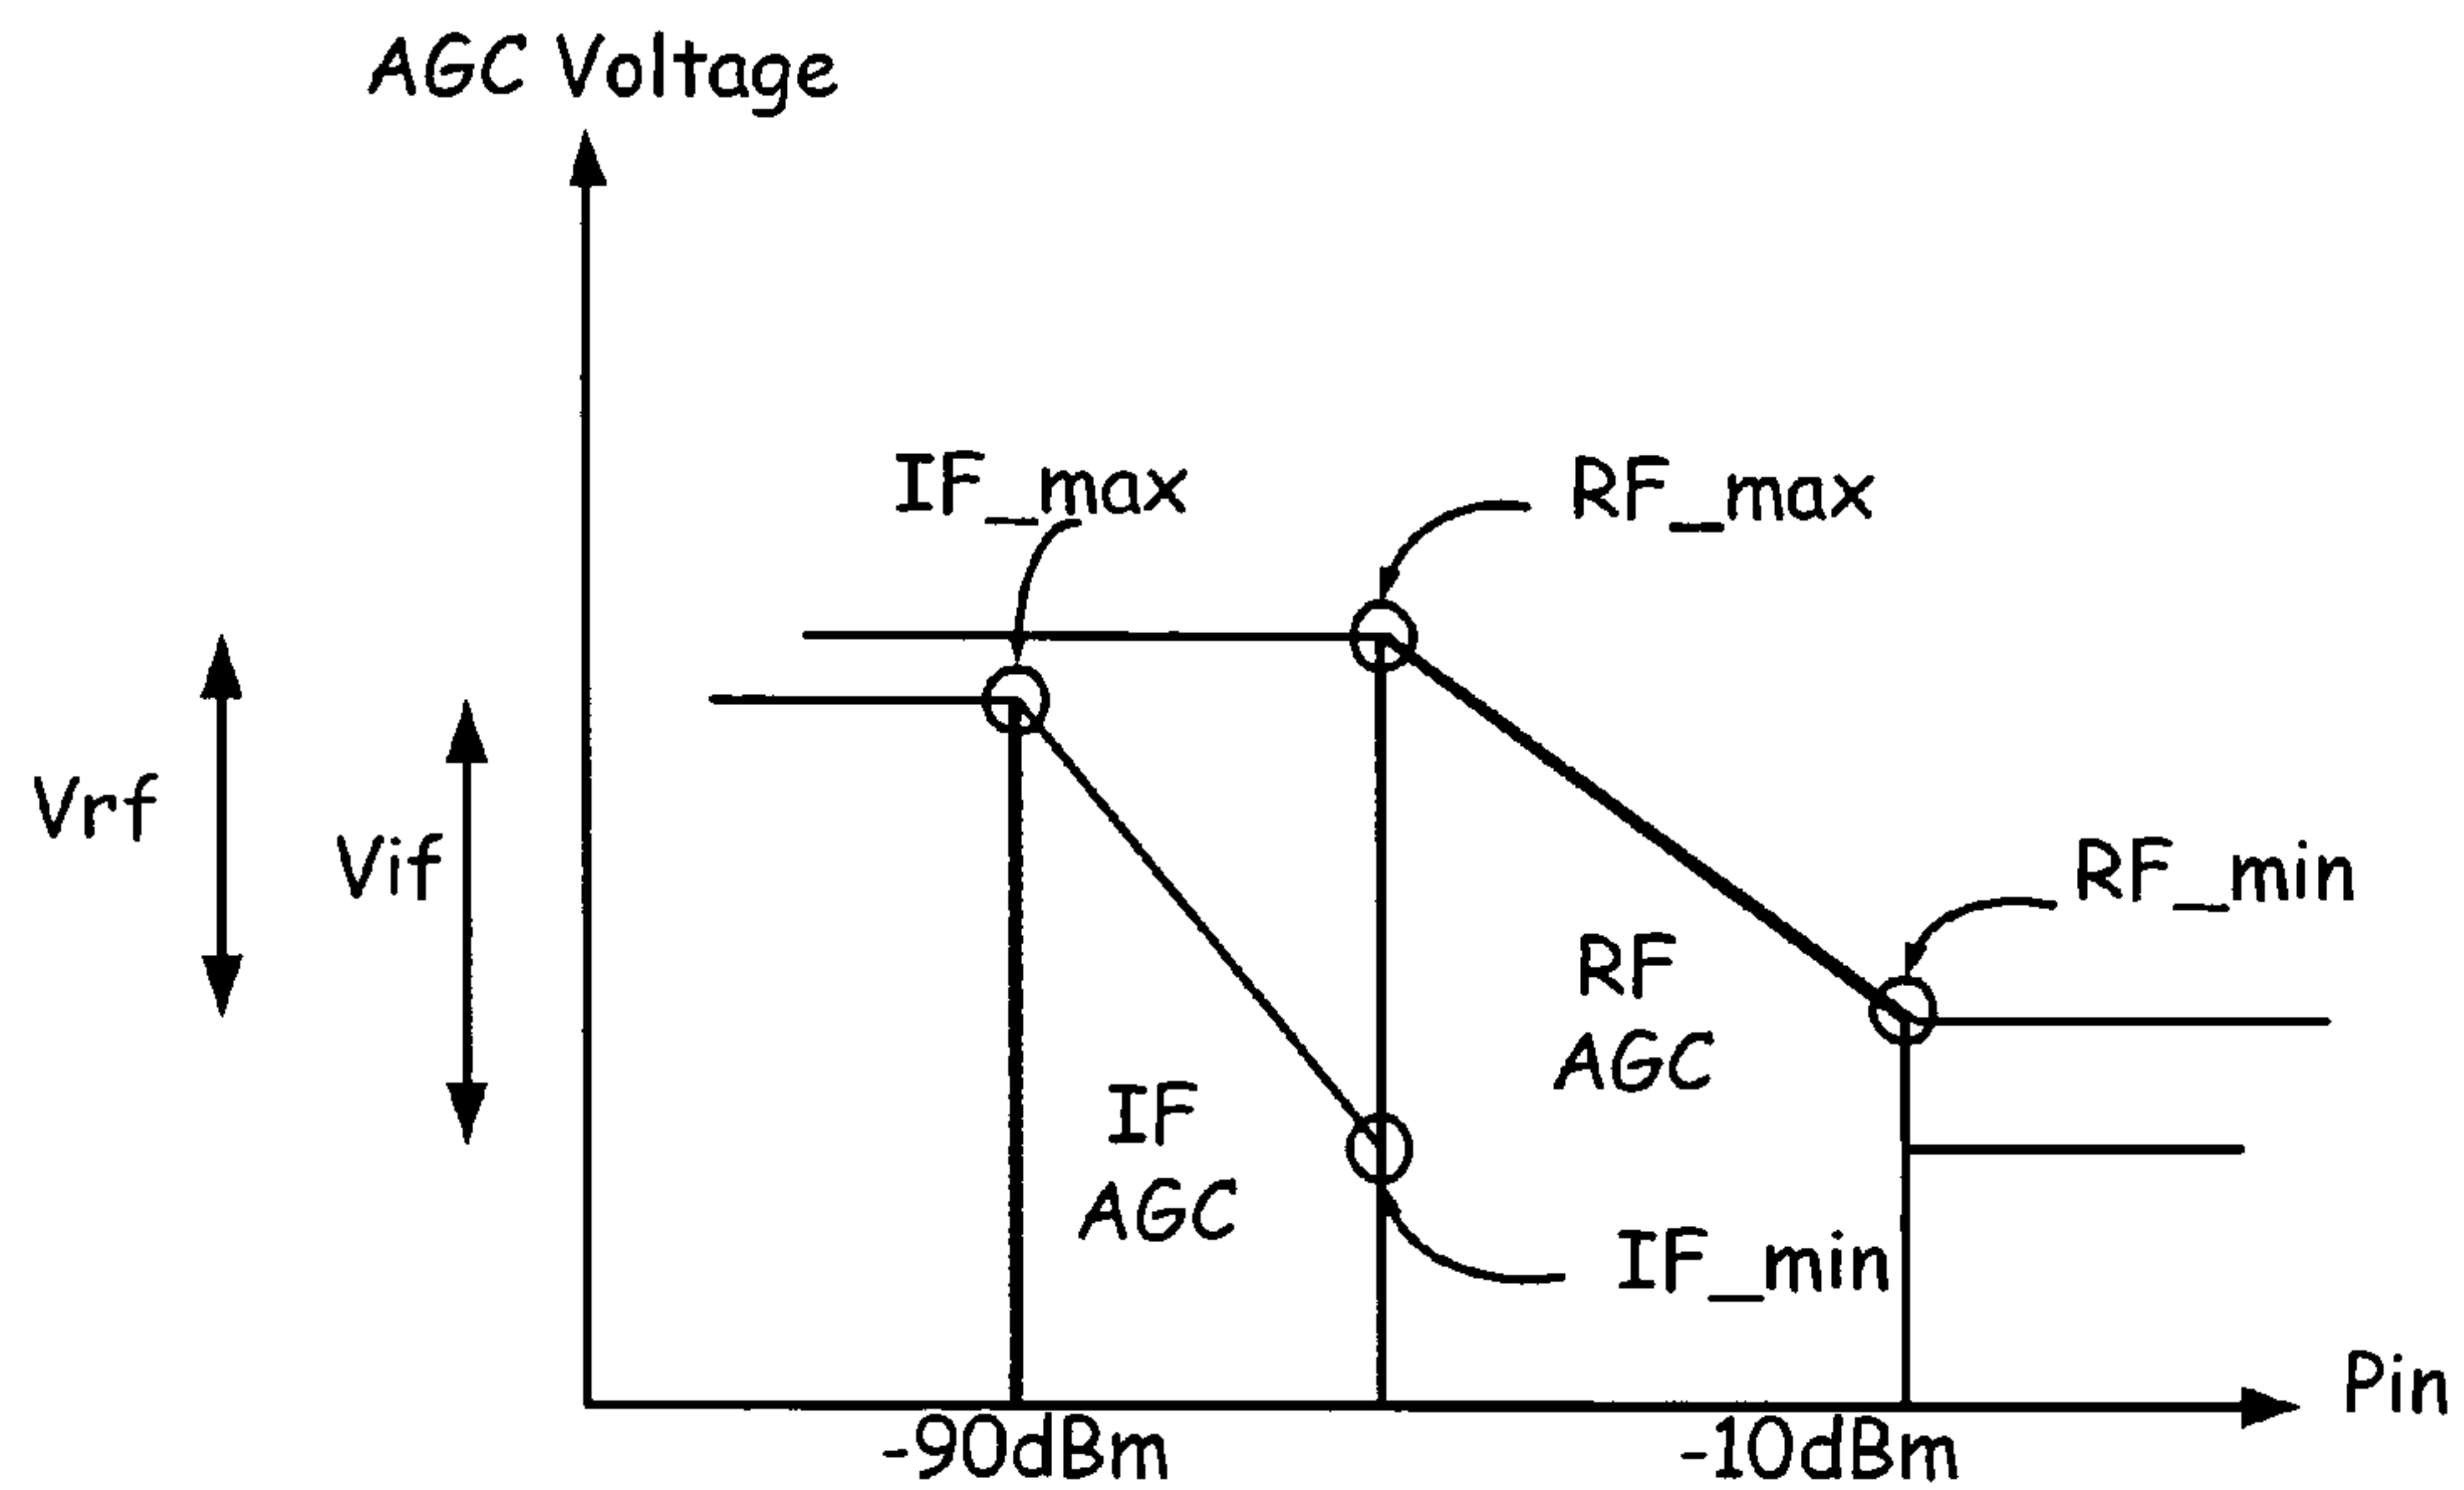 AGC Voltage
IF_max
RF_max
Vrf
Vif
RF_min
RF
AGC
IF
AGC
IF_min
Pin
-90dBm
-10dBm